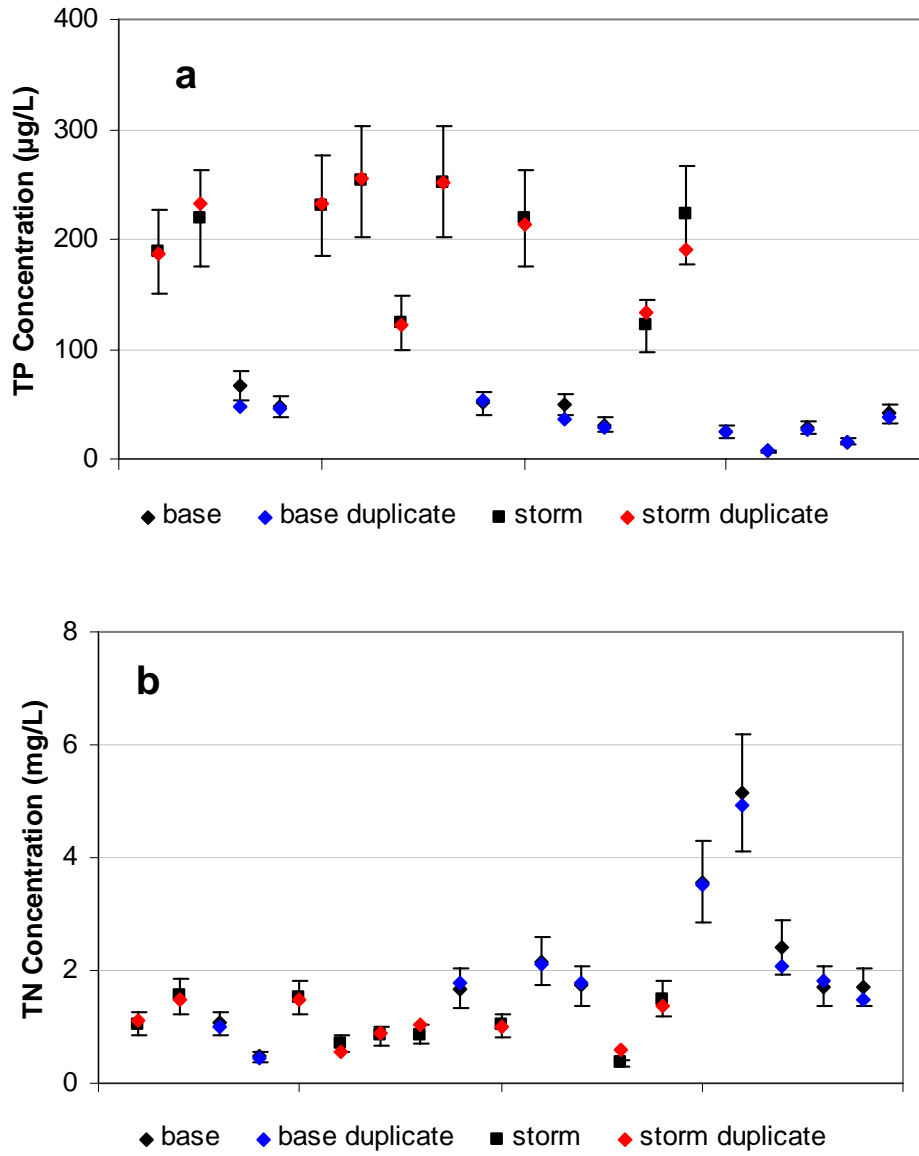 400
300
200
100
0
TP Concentration (µg/L)
a
base
base duplicate
storm
storm duplicate
8
6
4
2
0
TN Concentration (mg/L)
b
base
base duplicate
storm
storm duplicate